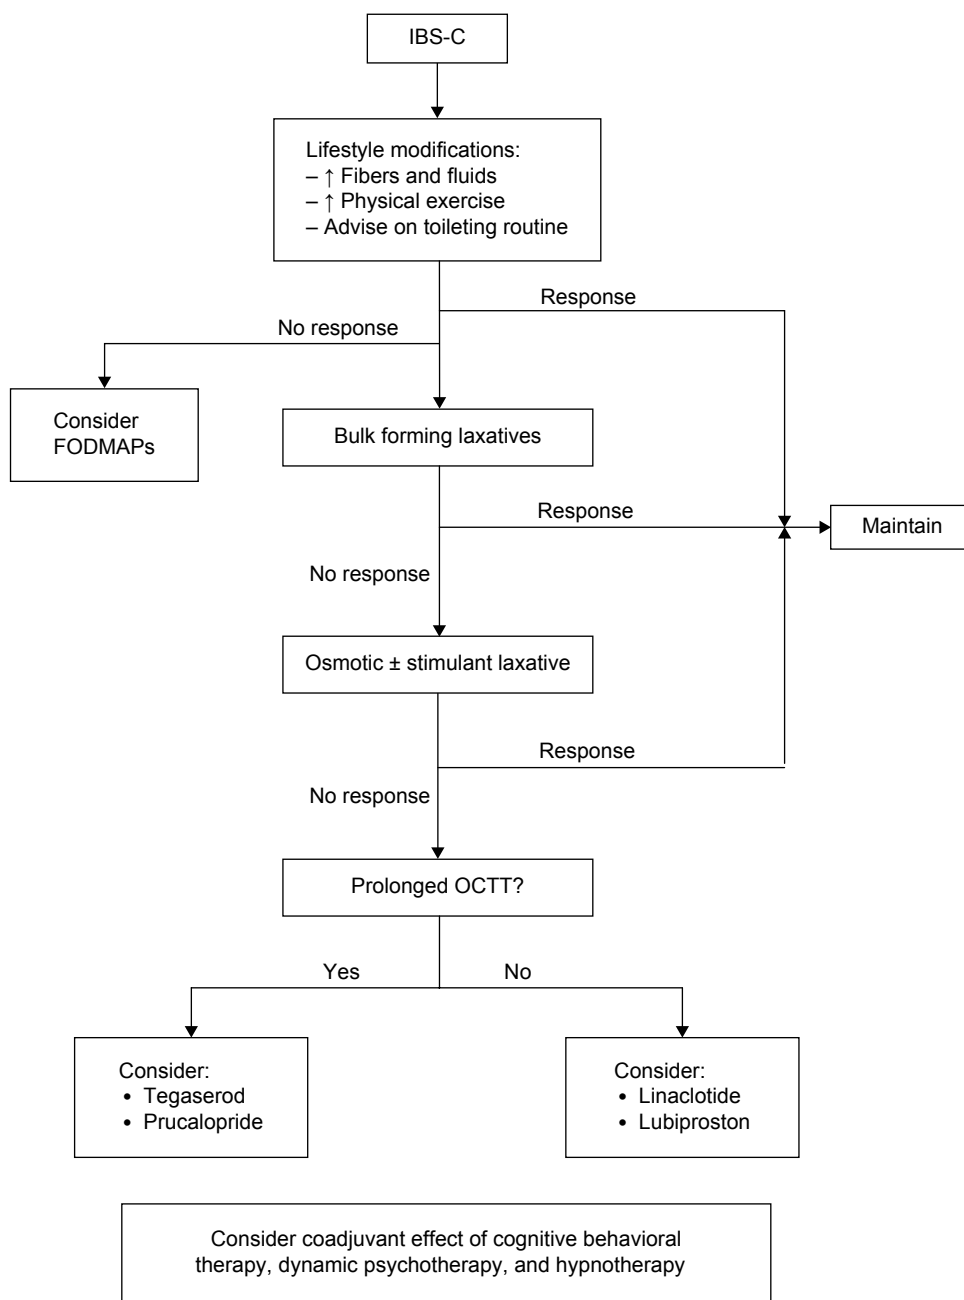 IBS-C
Lifestyle modifications:
– ↑ Fibers and fluids
– ↑ Physical exercise
– Advise on toileting routine
Response
No response
Consider
FODMAPs
Bulk forming laxatives
Response
Maintain
No response
Osmotic ± stimulant laxative
Response
No response
Prolonged OCTT?
Yes
No
Consider:
• Tegaserod
• Prucalopride
Consider:
• Linaclotide
• Lubiproston
Consider coadjuvant effect of cognitive behavioral
therapy, dynamic psychotherapy, and hypnotherapy